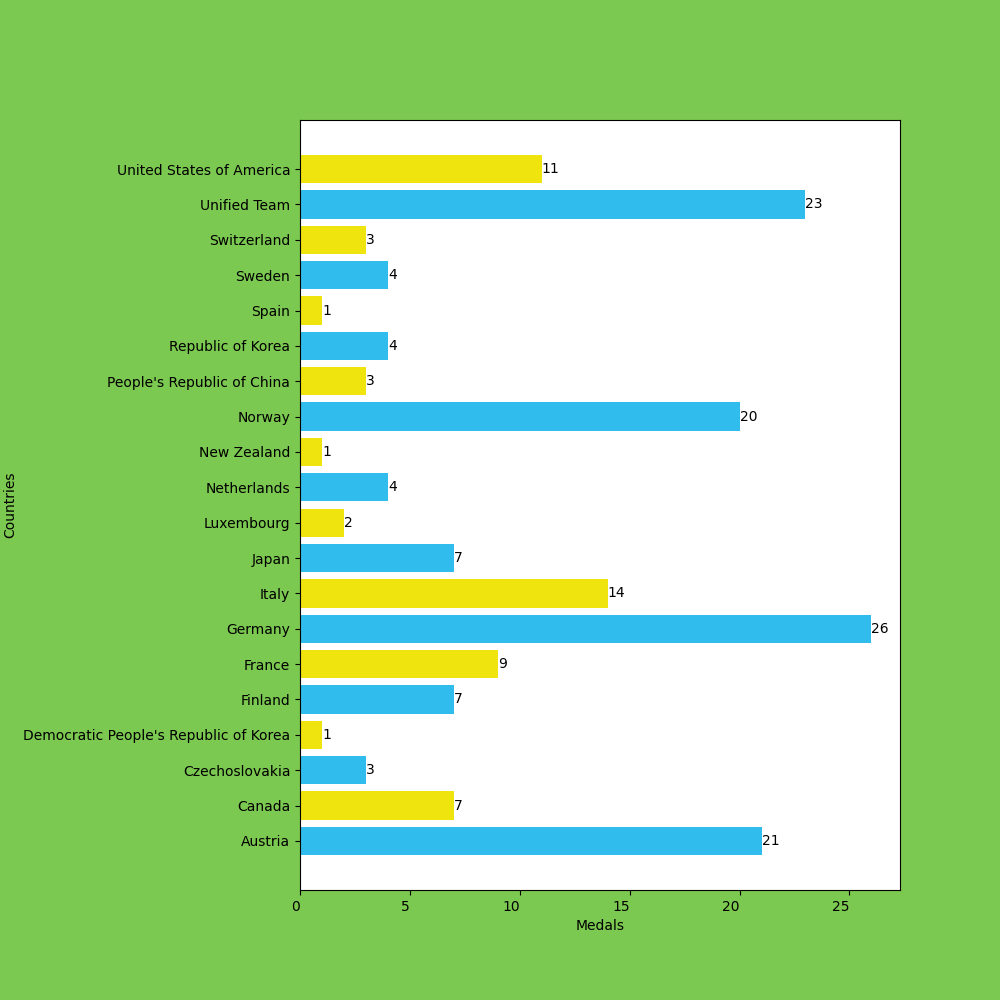 United States of America 11
Unified Team 23
Switzerland 3
Sweden 4
Spain 1
Republic of Korea 4
People's Republic of China 3
Norway 20
New Zealand 1
Netherlands 4
Luxembourg 2
Japan 7
Italy 14
Germany 26
France 9
Finland 7
Democratic People's Republic of Korea 1
Czechoslovakia 3
Canada 7
Austria 21
Countries
0 5 10 15 20 25
Medals